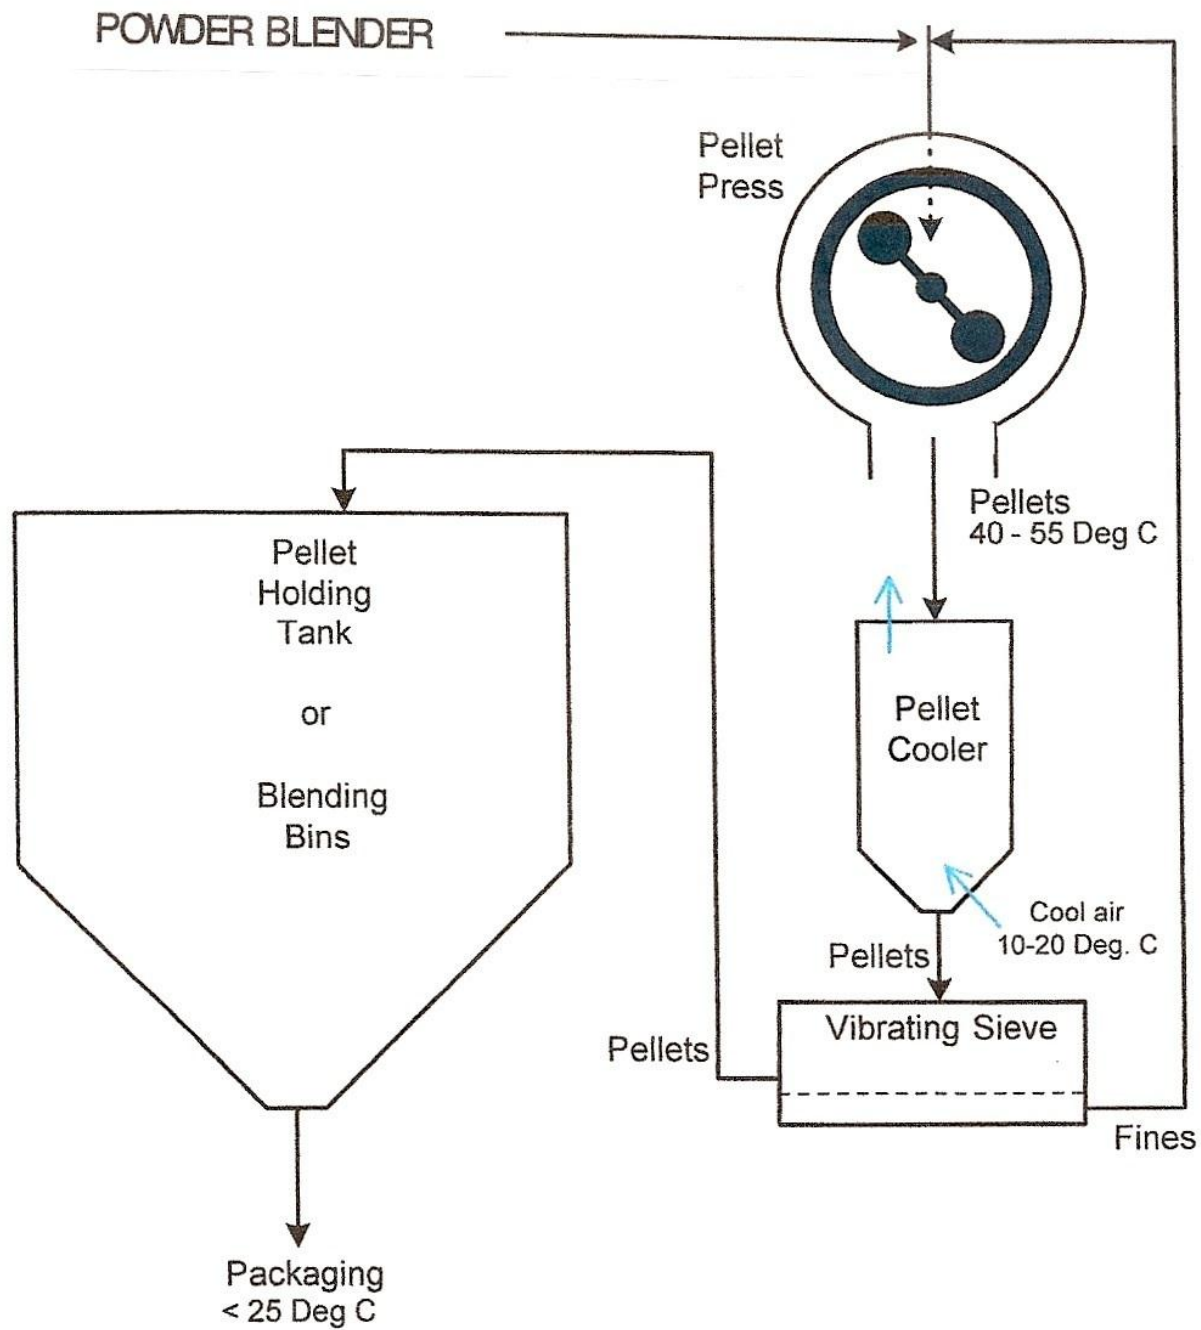 POWDER BLENDER
Pellet
Press
Pellets
40 - 55 Deg C
Pellet
Holding
Tank
or
Blending
Bins
Pellet
Cooler
Cool air
10-20 Deg. C
Pellets
Vibrating Sieve
Pellets
Fines
Packaging
< 25 Deg C